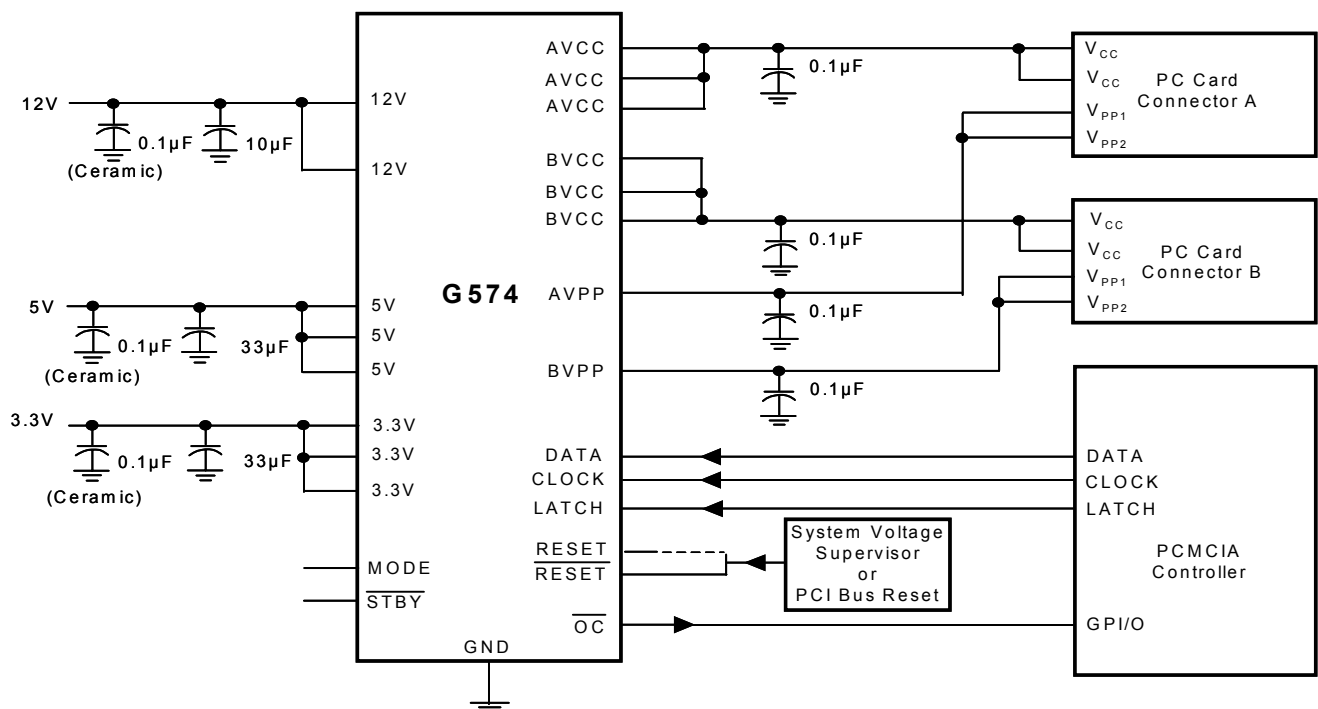 12V
0.1µF
10µF
(Ceramic)
12V
12V
5V
0.1µF
33µF
(Ceramic)
5V
5V
5V
3.3V
0.1µF
33µF
(Ceramic)
3.3V
3.3V
3.3V
MODE
STBY
G574
GND
AVCC
AVCC
AVCC
BVCC
BVCC
BVCC
AVPP
BVPP
DATA
CLOCK
LATCH
RESET
RESET
OC
0.1µF
0.1µF
0.1µF
0.1µF
VCC
VCC
VPP1
VPP2
PC Card
Connector A
VCC
VCC
VPP1
VPP2
PC Card
Connector B
DATA
CLOCK
LATCH
PCMCIA
Controller
GPI/O
System Voltage
Supervisor
or
PCI Bus Reset